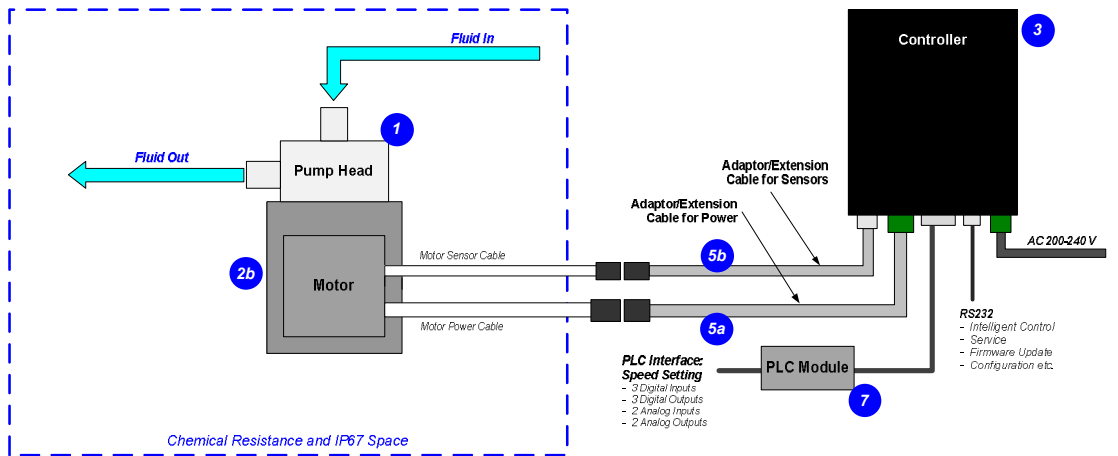 Fluid In
Controller
3
1
Fluid Out
Pump Head
Adaptor/Extension
Cable for Sensors
Adaptor/Extension
Cable for Power
AC 200-240 V
Motor Sensor Cable
5b
2b
Motor
Motor Power Cable
5a
RS232
- Intelligent Control
- Service
- Firmware Update
- Configuration etc.
PLC Interface:
Speed Setting
- 3 Digital Inputs
- 3 Digital Outputs
- 2 Analog Inputs
- 2 Analog Outputs
PLC Module
7
Chemical Resistance and IP67 Space